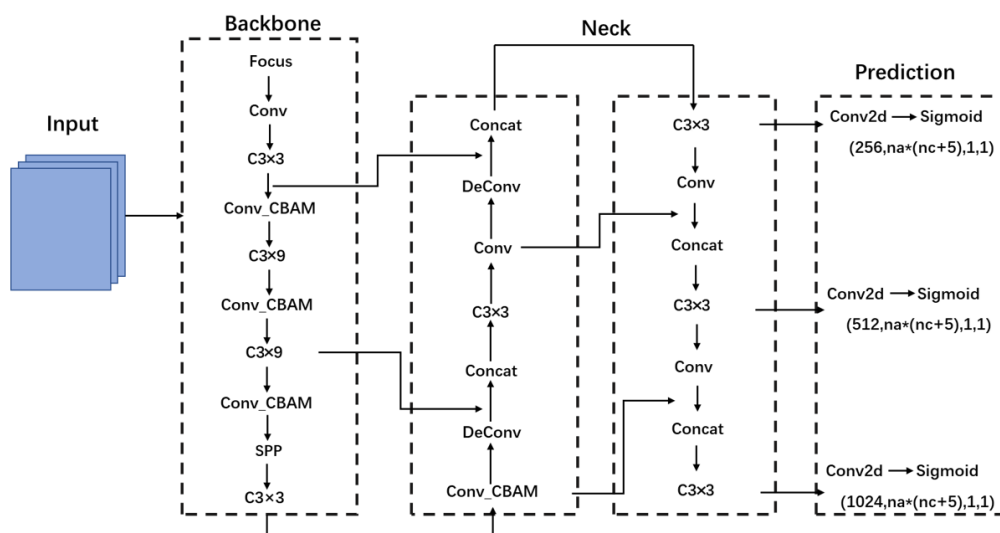 Input
Backbone
Focus
Conv
C3×3
Conv_CBAM
C3×9
Conv_CBAM
C3×9
Conv_CBAM
SPP
C3×3
Neck
Concat
DeConv
Conv
C3×3
Concat
DeConv
Conv_CBAM
C3×3
Conv
Concat
C3×3
Conv
Concat
C3×3
Prediction
Conv2d Sigmoid
(256,na*(nc+5),1,1)
Conv2d Sigmoid
(512,na*(nc+5),1,1)
Conv2d Sigmoid
(1024,na*(nc+5),1,1)